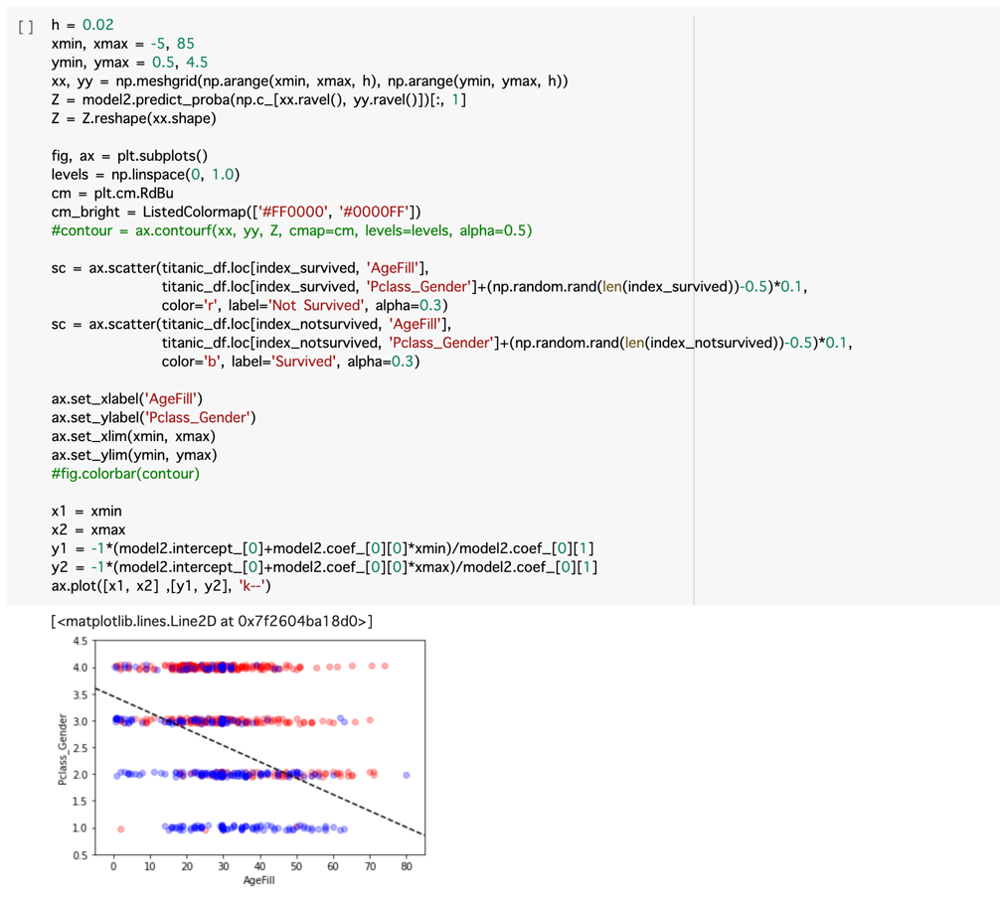 [ ]
h = 0.02
xmin, xmax = -5, 85
ymin, ymax = 0.5, 4.5
xx, yy = np.meshgrid(np.arange(xmin, xmax, h), np.arange(ymin, ymax, h))
Z = model2.predict_proba(np.c_[xx.ravel(), yy.ravel()])[:, 1]
Z = Z.reshape(xx.shape)
fig, ax = plt.subplots()
levels = np.linspace(0, 1.0)
cm = plt.cm.RdBu
cm_bright = ListedColormap(['#FF0000', '#0000FF'])
#contour = ax.contourf(xx, yy, Z, cmap=cm, levels=levels, alpha=0.5)
sc = ax.scatter(titanic_df.loc[index_survived, 'AgeFill'],
titanic_df.loc[index_survived, 'Pclass_Gender']+(np.random.rand(len(index_survived))-0.5)*0.1,
color='r', label='Not Survived', alpha=0.3)
sc = ax.scatter(titanic_df.loc[index_notsurvived, 'AgeFill'],
titanic_df.loc[index_notsurvived, 'Pclass_Gender']+(np.random.rand(len(index_notsurvived))-0.5)*0.1,
color='b', label='Survived', alpha=0.3)
ax.set_xlabel('AgeFill')
ax.set_ylabel('Pclass_Gender')
ax.set_xlim(xmin, xmax)
ax.set_ylim(ymin, ymax)
#fig.colorbar(contour)
x1 = xmin
x2 = xmax
y1 = -1*(model2.intercept_[0]+model2.coef_[0][0]*xmin)/model2.coef_[0][1]
y2 = -1*(model2.intercept_[0]+model2.coef_[0][0]*xmax)/model2.coef_[0][1]
ax.plot([x1, x2] ,[y1, y2], 'k--')
[<matplotlib.lines.Line2D at 0x7f2604ba18d0>]
4.5
4.0
3.5
3.0
2.5
2.0
1.5
1.0
0.5
Pclass_Gender
0 10 20 30 40 50 60 70 80
AgeFill